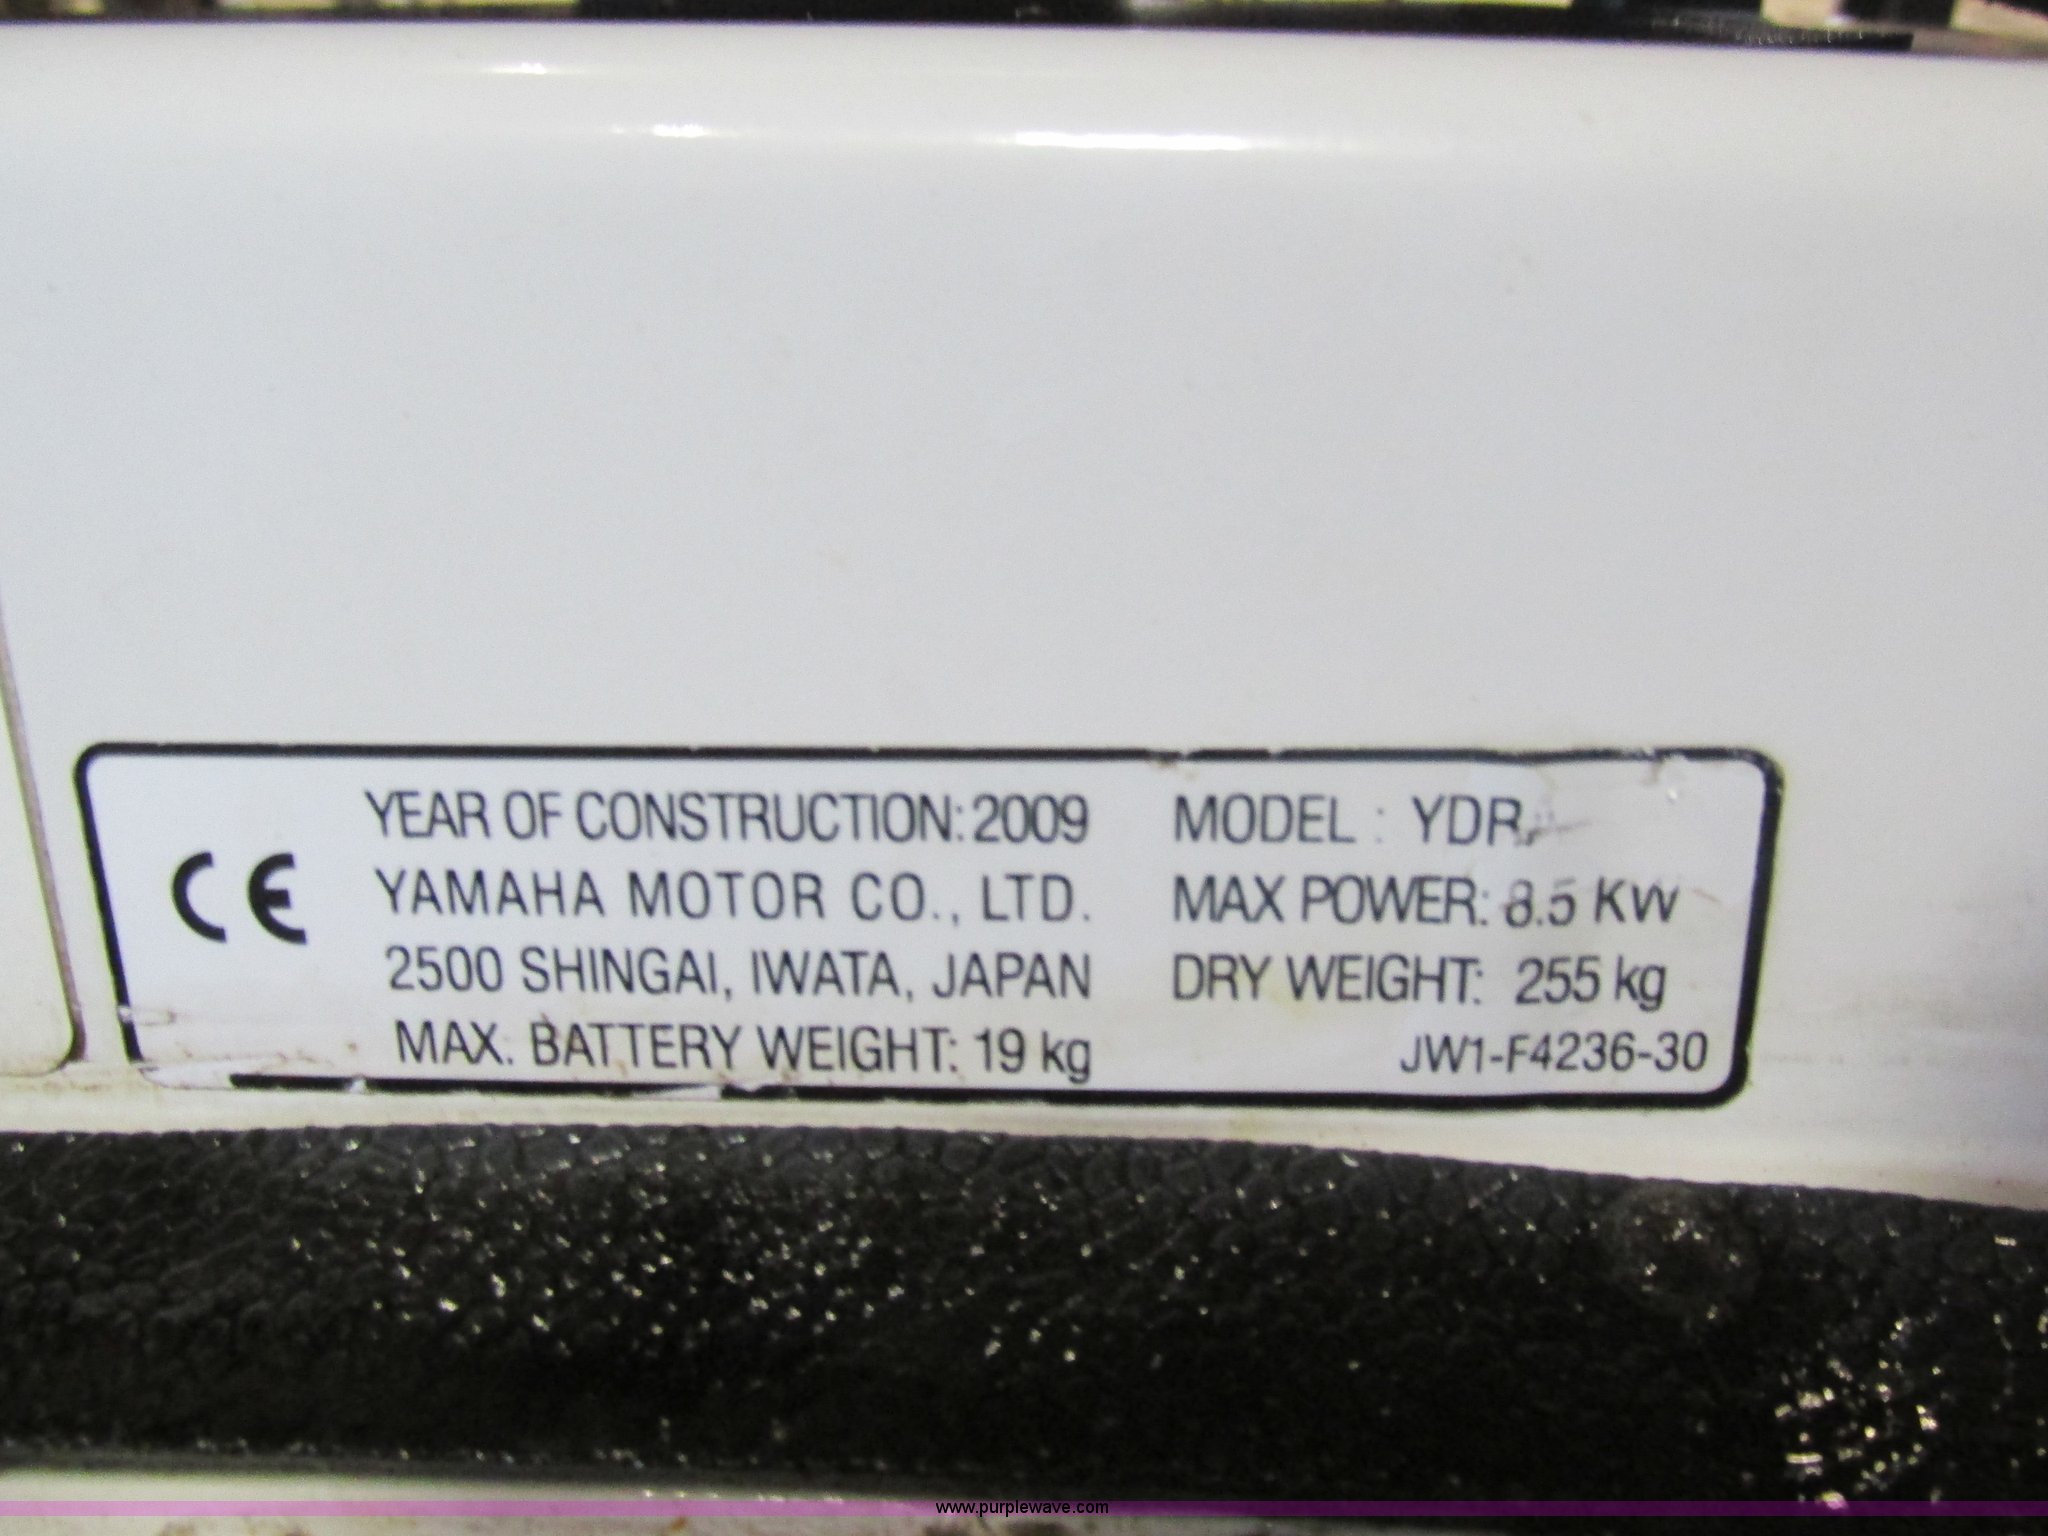 CE
YEAR OF CONSTRUCTION: 2009
YAMAHA MOTOR CO., LTD.
2500 SHINGAI, IWATA, JAPAN
MAX. BATTERY WEIGHT: 19 kg
MODEL : YDR
MAX POWER: 8.5 KW
DRY WEIGHT: 255 kg
JW1-F4236-30
www.purplewave.com